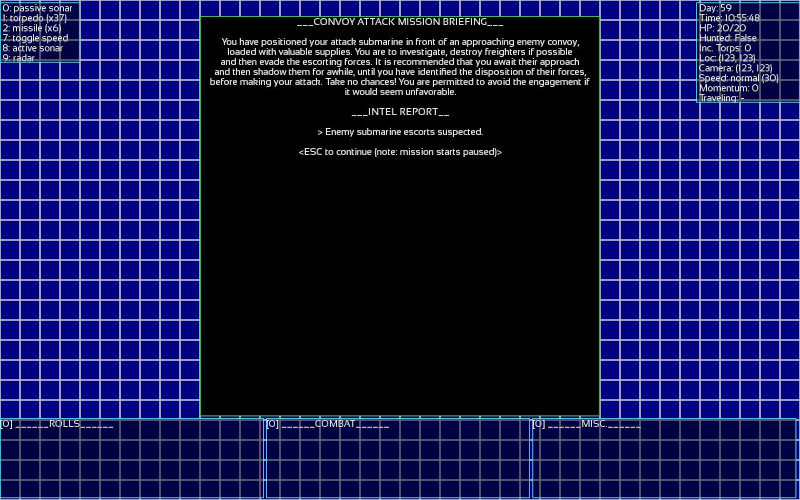 0: passive sonar
1: torpedo (x37)
2: missile (x6)
7: toggle speed
8: active sonar
9: radar
___CONVOY ATTACK MISSION BRIEFING___
You have positioned your attack submarine in front of an approaching enemy convoy,
loaded with valuable supplies. You are to investigate, destroy freighters if possible
and then evade the escorting forces. It is recommended that you await their approach
and then shadow them for awhile, until you have identified the disposition of their forces,
before making your attack. Take no chances! You are permitted to avoid the engagement if
it would seem unfavorable.
___INTEL REPORT__
> Enemy submarine escorts suspected.
<ESC to continue (note: mission starts paused)>
Day: 59
Time: 10:55:48
HP: 20/20
Hunted: False
Inc. Torps: 0
Loc: (123, 123)
Camera: (123, 123)
Speed: normal (30)
Momentum: 0
Traveling: -
[0] ______ROLLS______
[0] ______COMBAT______
[0] ______MISC.______